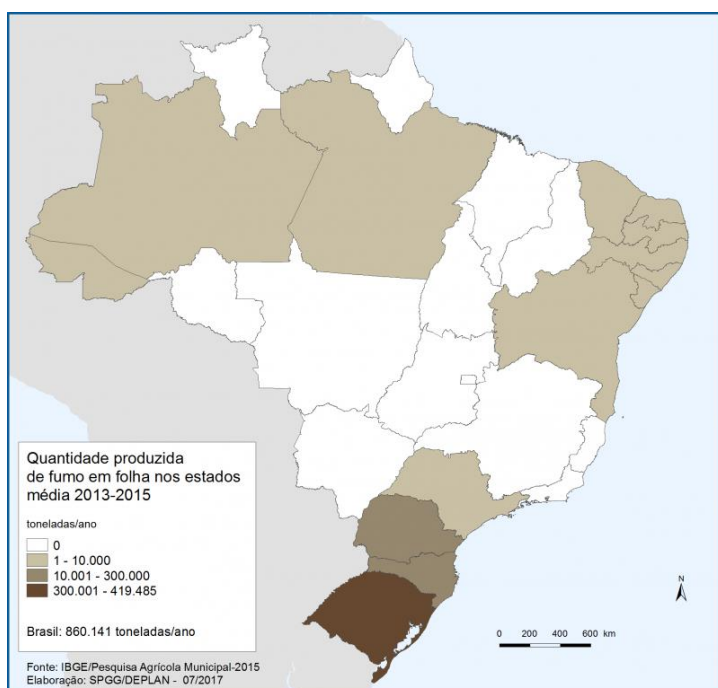 Quantidade produzida
de fumo em folha nos estados
média 2013-2015
toneladas/ano
0
1 - 10.000
10.001 - 300.000
300.001 - 419.485
Brasil: 860.141 toneladas/ano
N
0 200 400 600 km
Fonte: IBGE/Pesquisa Agrícola Municipal-2015
Elaboração: SPGG/DEPLAN - 07/2017